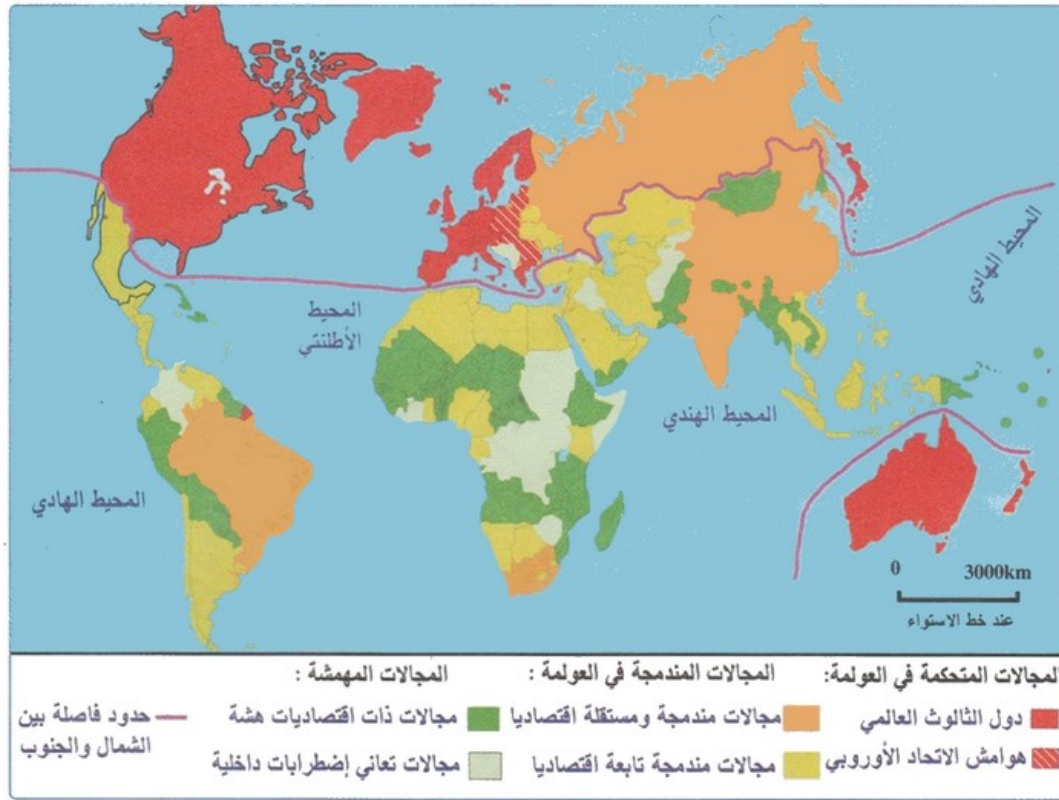 المحيط الهادي
المحيط
الأطلنتي
المحيط الهندي
المحيط الهادي
0 3000km
عند خط الاستواء
المجالات المتحكمة في العولمة:
دول الثالوث العالمي
هوامش الاتحاد الأوروبي
المجالات المندمجة في العولمة :
مجالات مندمجة ومستقلة اقتصاديا
مجالات مندمجة تابعة اقتصاديا
المجالات المهمشة :
مجالات ذات اقتصاديات هشة
مجالات تعاني إضطرابات داخلية
حدود فاصلة بين
الشمال والجنوب